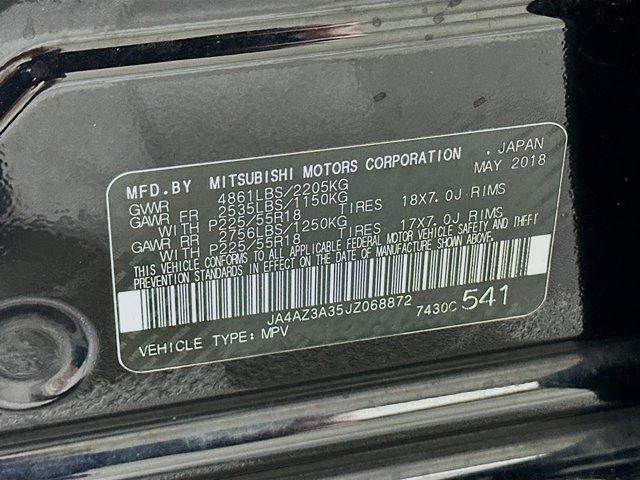 MFD.BY MITSUBISHI MOTORS CORPORATION . JAPAN
GVWR 4861LBS/2205KG MAY 2018
GAWR FR 2535LBS/1150KG
WITH P225/55R18 TIRES 18X7.0J RIMS
GAWR RR 2756LBS/1250KG
WITH P225/55R18 TIRES 17X7.0J RIMS
THIS VEHICLE CONFORMS TO ALL APPLICABLE FEDERAL MOTOR VEHICLE SAFETY AND THEFT
PREVENTION STANDARDS IN EFFECT ON THE DATE OF MANUFACTURE SHOWN ABOVE.
JA4AZ3A35JZ068872
7430C 541
VEHICLE TYPE: MPV